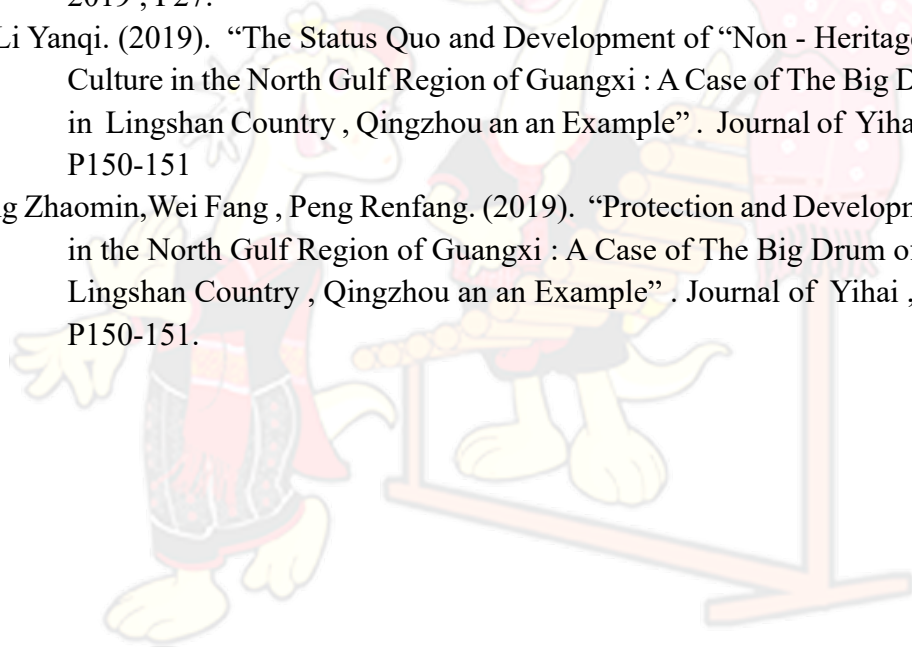 2019 , P27.
Li Yanqi. (2019). “The Status Quo and Development of “Non - Heritage
Culture in the North Gulf Region of Guangxi : A Case of The Big D
in Lingshan Country , Qingzhou an an Example” . Journal of Yiha
P150-151
g Zhaomin,Wei Fang , Peng Renfang. (2019). “Protection and Developn
in the North Gulf Region of Guangxi : A Case of The Big Drum of
Lingshan Country , Qingzhou an an Example” . Journal of Yihai ,
P150-151.